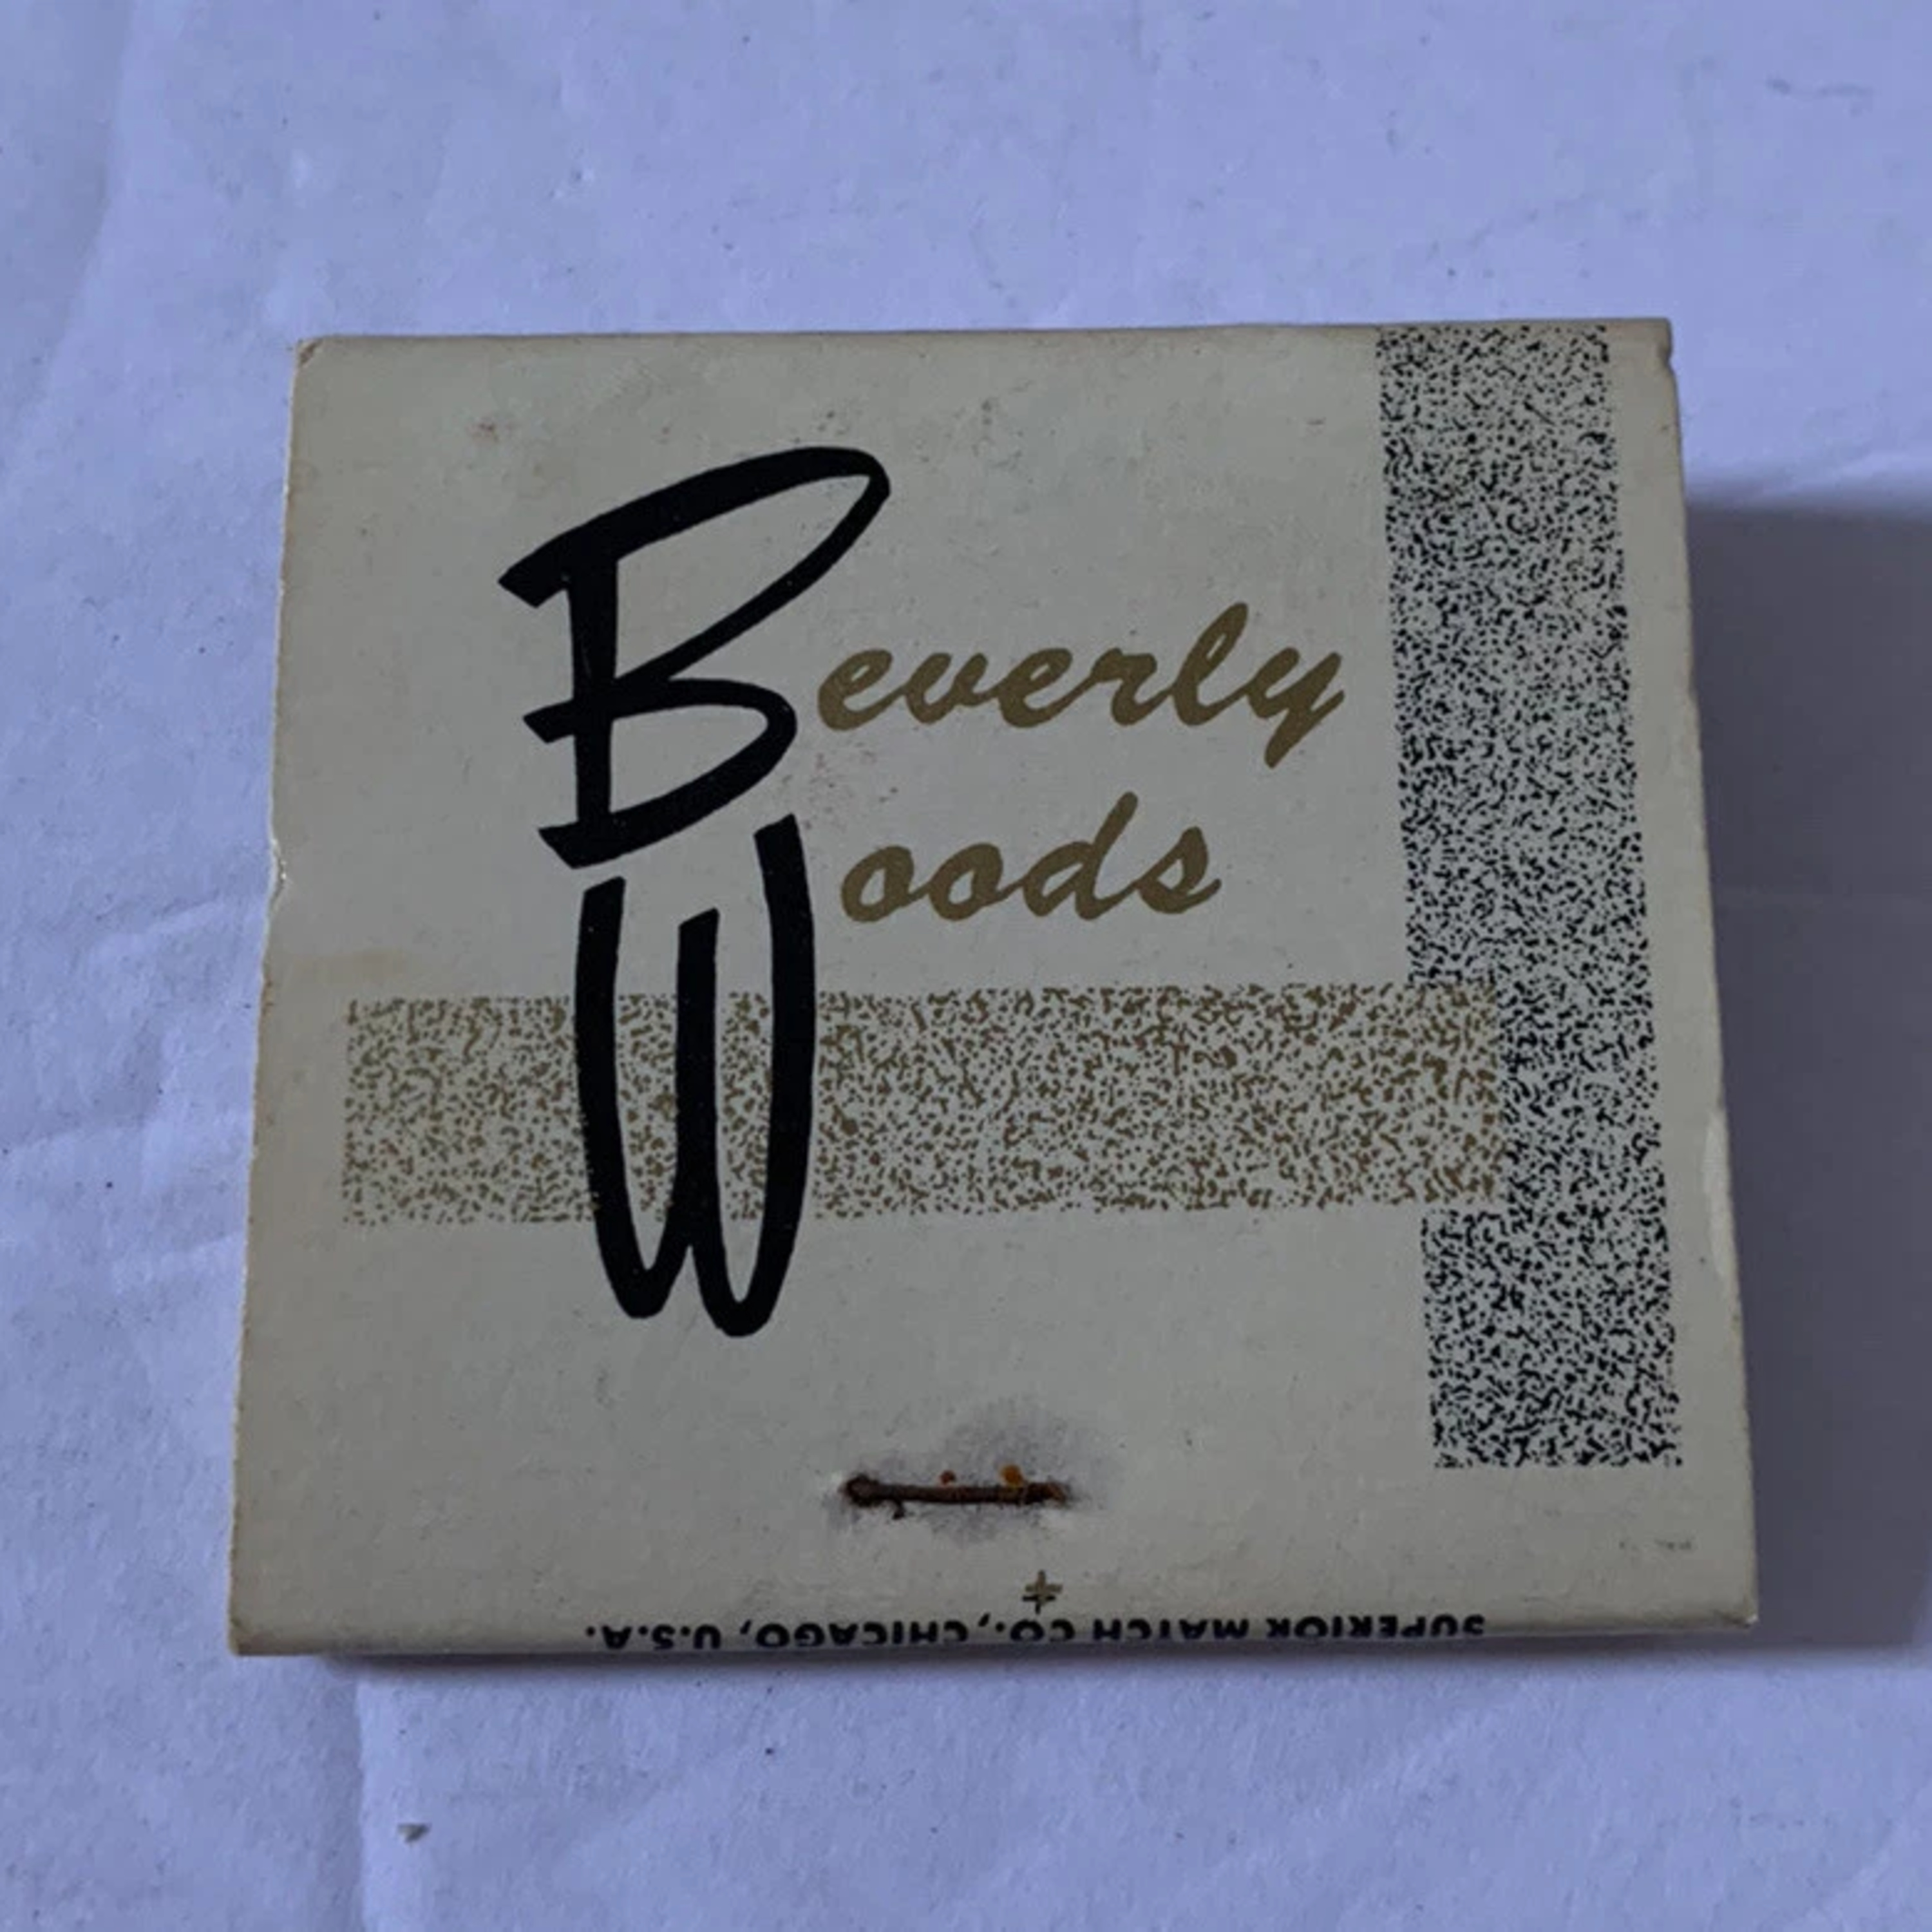 Beverly
Woods
SUPERIOR MATCH CO., CHICAGO, U.S.A.